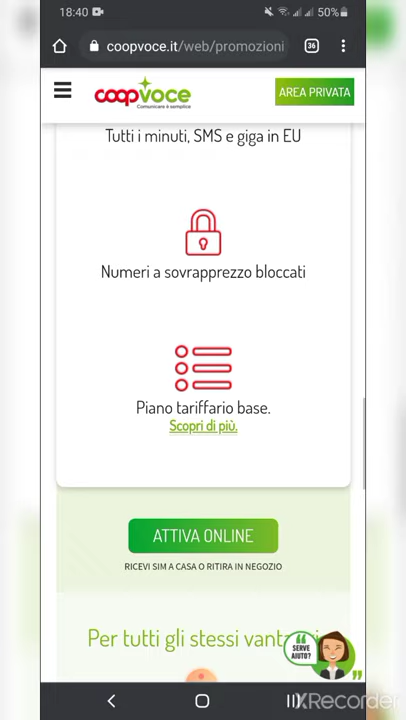 18:40 50%
coopvoce.it/web/promozioni 36
coopvoce AREA PRIVATA
Comunicare è semplice
Tutti i minuti, SMS e giga in EU
Numeri a sovrapprezzo bloccati
Piano tariffario base.
Scopri di più.
ATTIVA ONLINE
RICEVI SIM A CASA O RITIRA IN NEGOZIO
Per tutti gli stessi
SERVE
AIUTO?
XRecorder